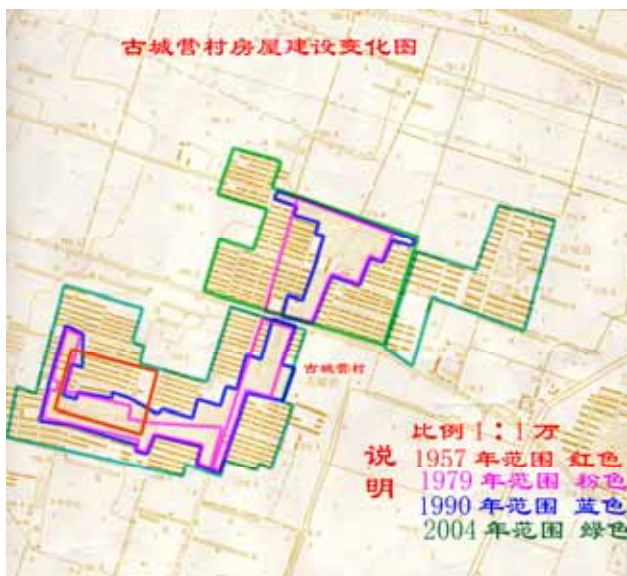 古城营村房屋建设变化图
古城营村
比例 1：1 万
说明
1957 年范围 红色
1979 年范围 粉色
1990 年范围 蓝色
2004 年范围 绿色